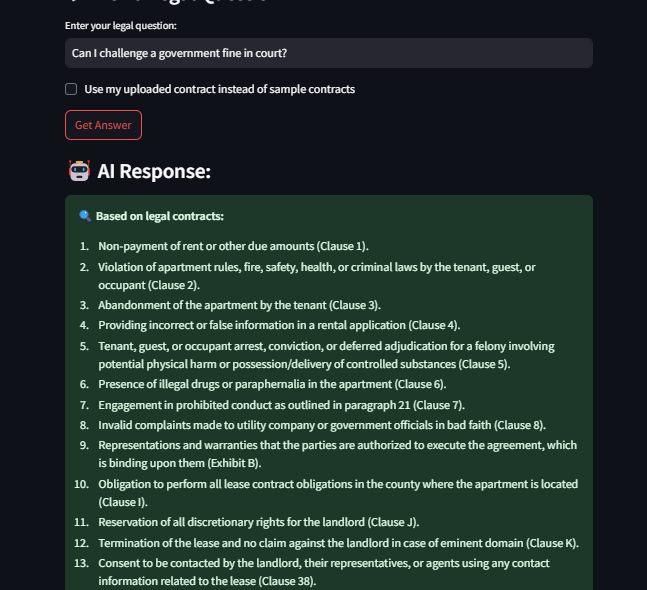 Enter your legal question:
Can I challenge a government fine in court?
Use my uploaded contract instead of sample contracts
Get Answer
AI Response:
Based on legal contracts:
1. Non-payment of rent or other due amounts (Clause 1).
2. Violation of apartment rules, fire, safety, health, or criminal laws by the tenant, guest, or
occupant (Clause 2).
3. Abandonment of the apartment by the tenant (Clause 3).
4. Providing incorrect or false information in a rental application (Clause 4).
5. Tenant, guest, or occupant arrest, conviction, or deferred adjudication for a felony involving
potential physical harm or possession/delivery of controlled substances (Clause 5).
6. Presence of illegal drugs or paraphernalia in the apartment (Clause 6).
7. Engagement in prohibited conduct as outlined in paragraph 21 (Clause 7).
8. Invalid complaints made to utility company or government officials in bad faith (Clause 8).
9. Representations and warranties that the parties are authorized to execute the agreement, which
is binding upon them (Exhibit B).
10. Obligation to perform all lease contract obligations in the county where the apartment is located
(Clause I).
11. Reservation of all discretionary rights for the landlord (Clause J).
12. Termination of the lease and no claim against the landlord in case of eminent domain (Clause K).
13. Consent to be contacted by the landlord, their representatives, or agents using any contact
information related to the lease (Clause 38).